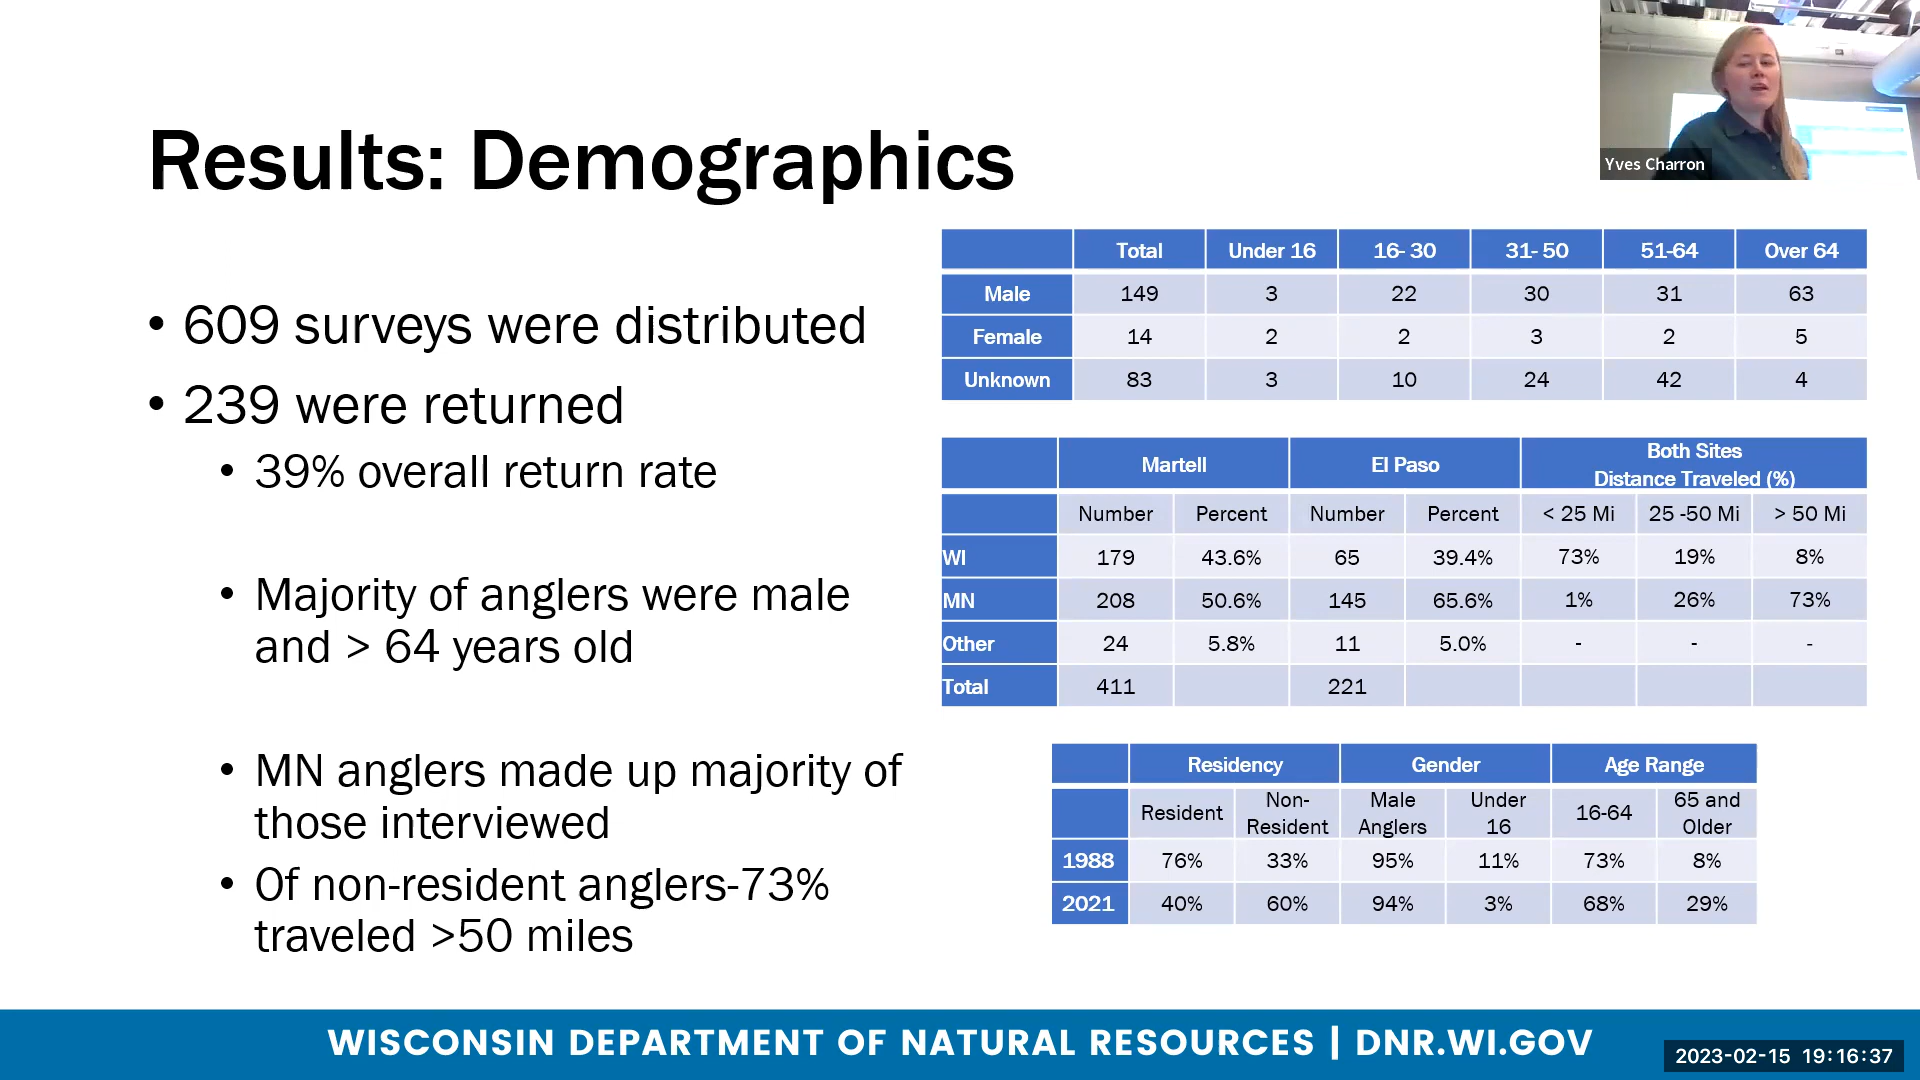 Yves Charron
Results: Demographics
• 609 surveys were distributed
• 239 were returned
• 39% overall return rate
• Majority of anglers were male
and > 64 years old
• MN anglers made up majority of
those interviewed
• Of non-resident anglers-73%
traveled >50 miles
Total Under 16 16- 30 31- 50 51-64 Over 64
Male 149 3 22 30 31 63
Female 14 2 2 3 2 5
Unknown 83 3 10 24 42 4
Martell El Paso Both Sites
Distance Traveled (%)
Number Percent Number Percent < 25 Mi 25 -50 Mi > 50 Mi
WI 179 43.6% 65 39.4% 73% 19% 8%
MN 208 50.6% 145 65.6% 1% 26% 73%
Other 24 5.8% 11 5.0% - - -
Total 411 221
Residency Gender Age Range
Resident Non-Resident Male Anglers Under 16 16-64 65 and Older
1988 76% 33% 95% 11% 73% 8%
2021 40% 60% 94% 3% 68% 29%
WISCONSIN DEPARTMENT OF NATURAL RESOURCES | DNR.WI.GOV
2023-02-15 19:16:37